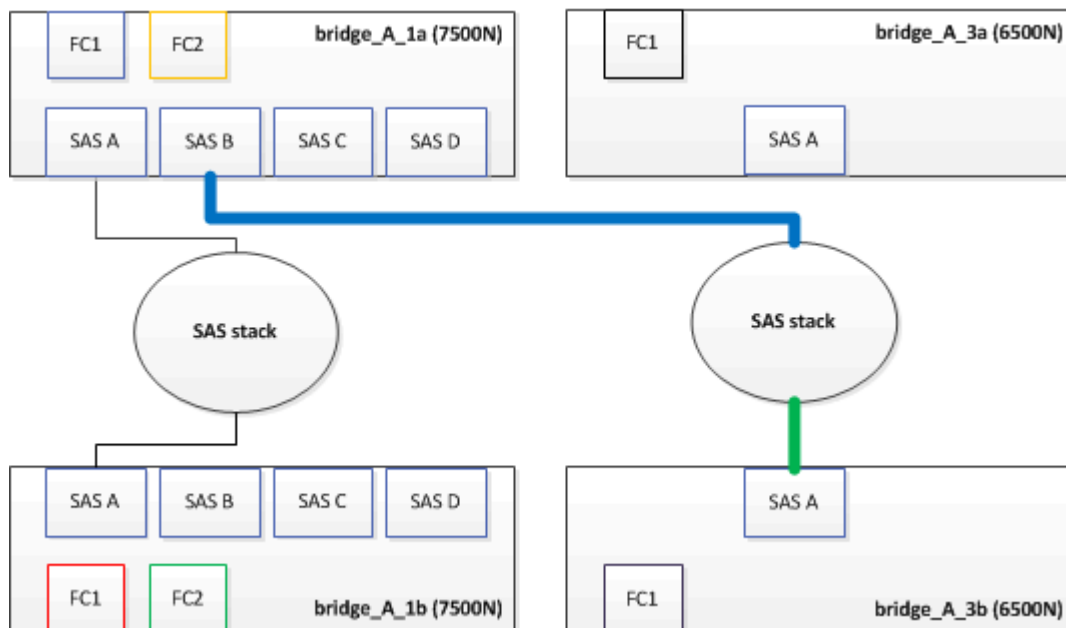 FC1
FC2
bridge_A_1a (7500N)
SAS A
SAS B
SAS C
SAS D
FC1
bridge_A_3a (6500N)
SAS A
SAS stack
SAS stack
SAS A
SAS B
SAS C
SAS D
FC1
FC2
bridge_A_1b (7500N)
SAS A
FC1
bridge_A_3b (6500N)